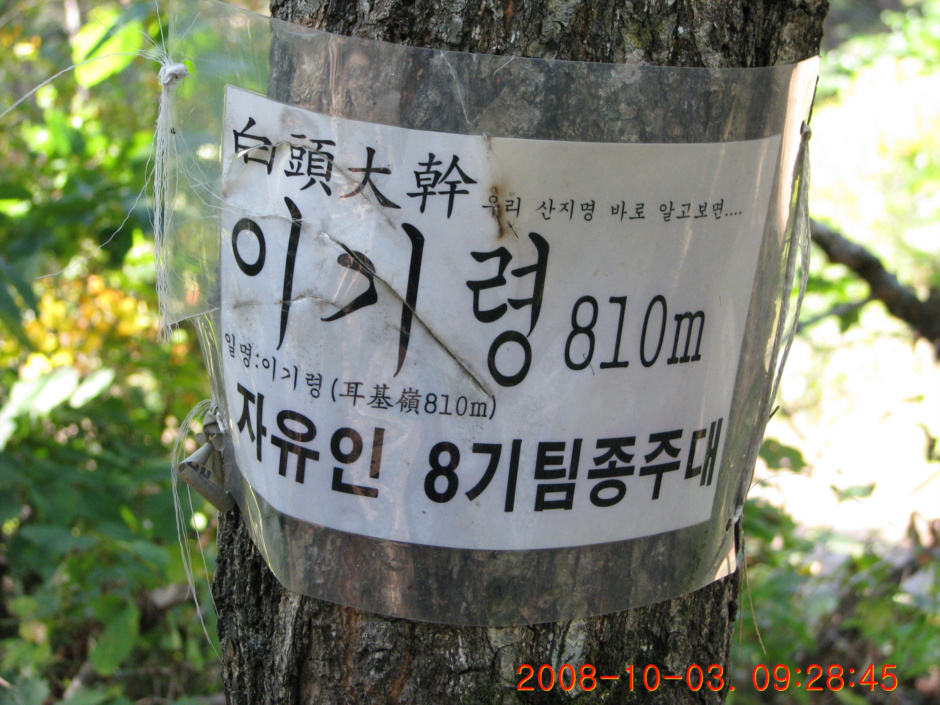 白頭大幹 우리 산지명 바로 알고보면....
이기령 810m
일명:이기령(耳基嶺810m)
자유인 8기팀종주대
2008-10-03. 09:28:45